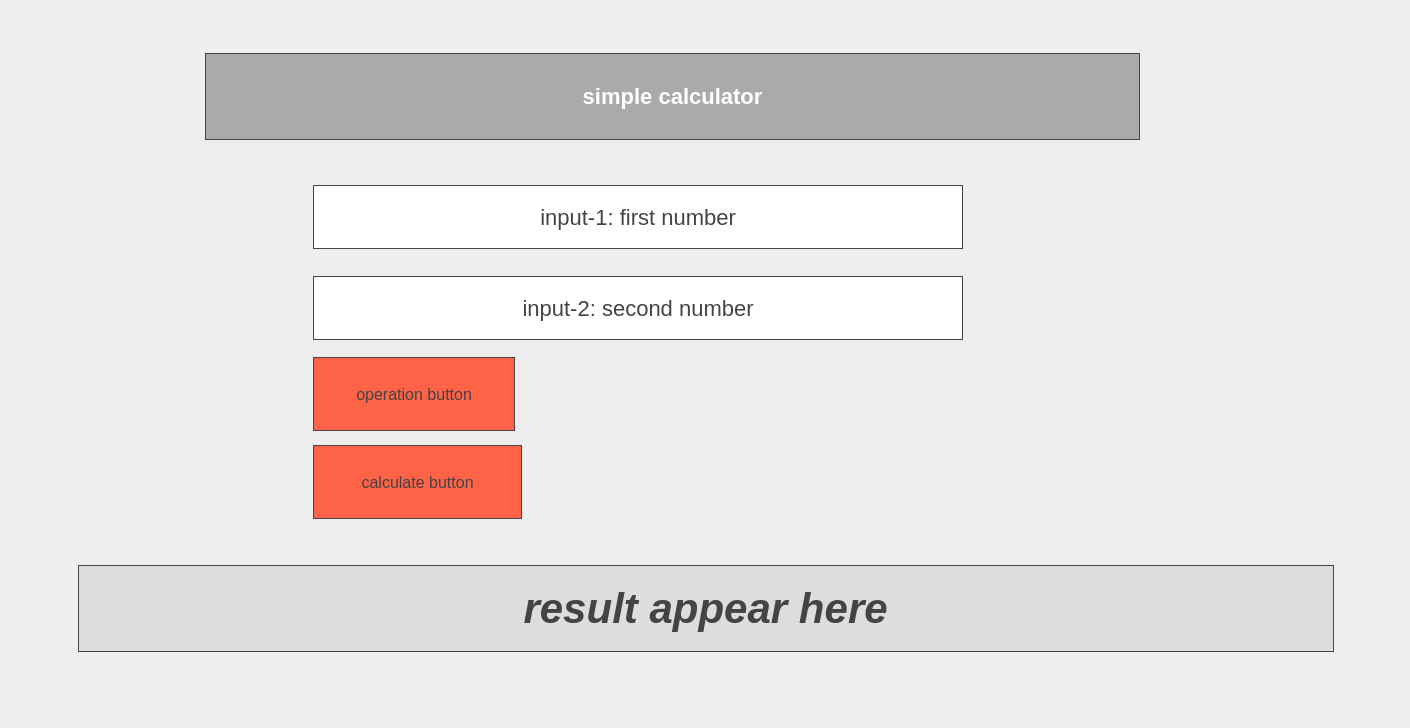 simple calculator
input-1: first number
input-2: second number
operation button
calculate button
result appear here